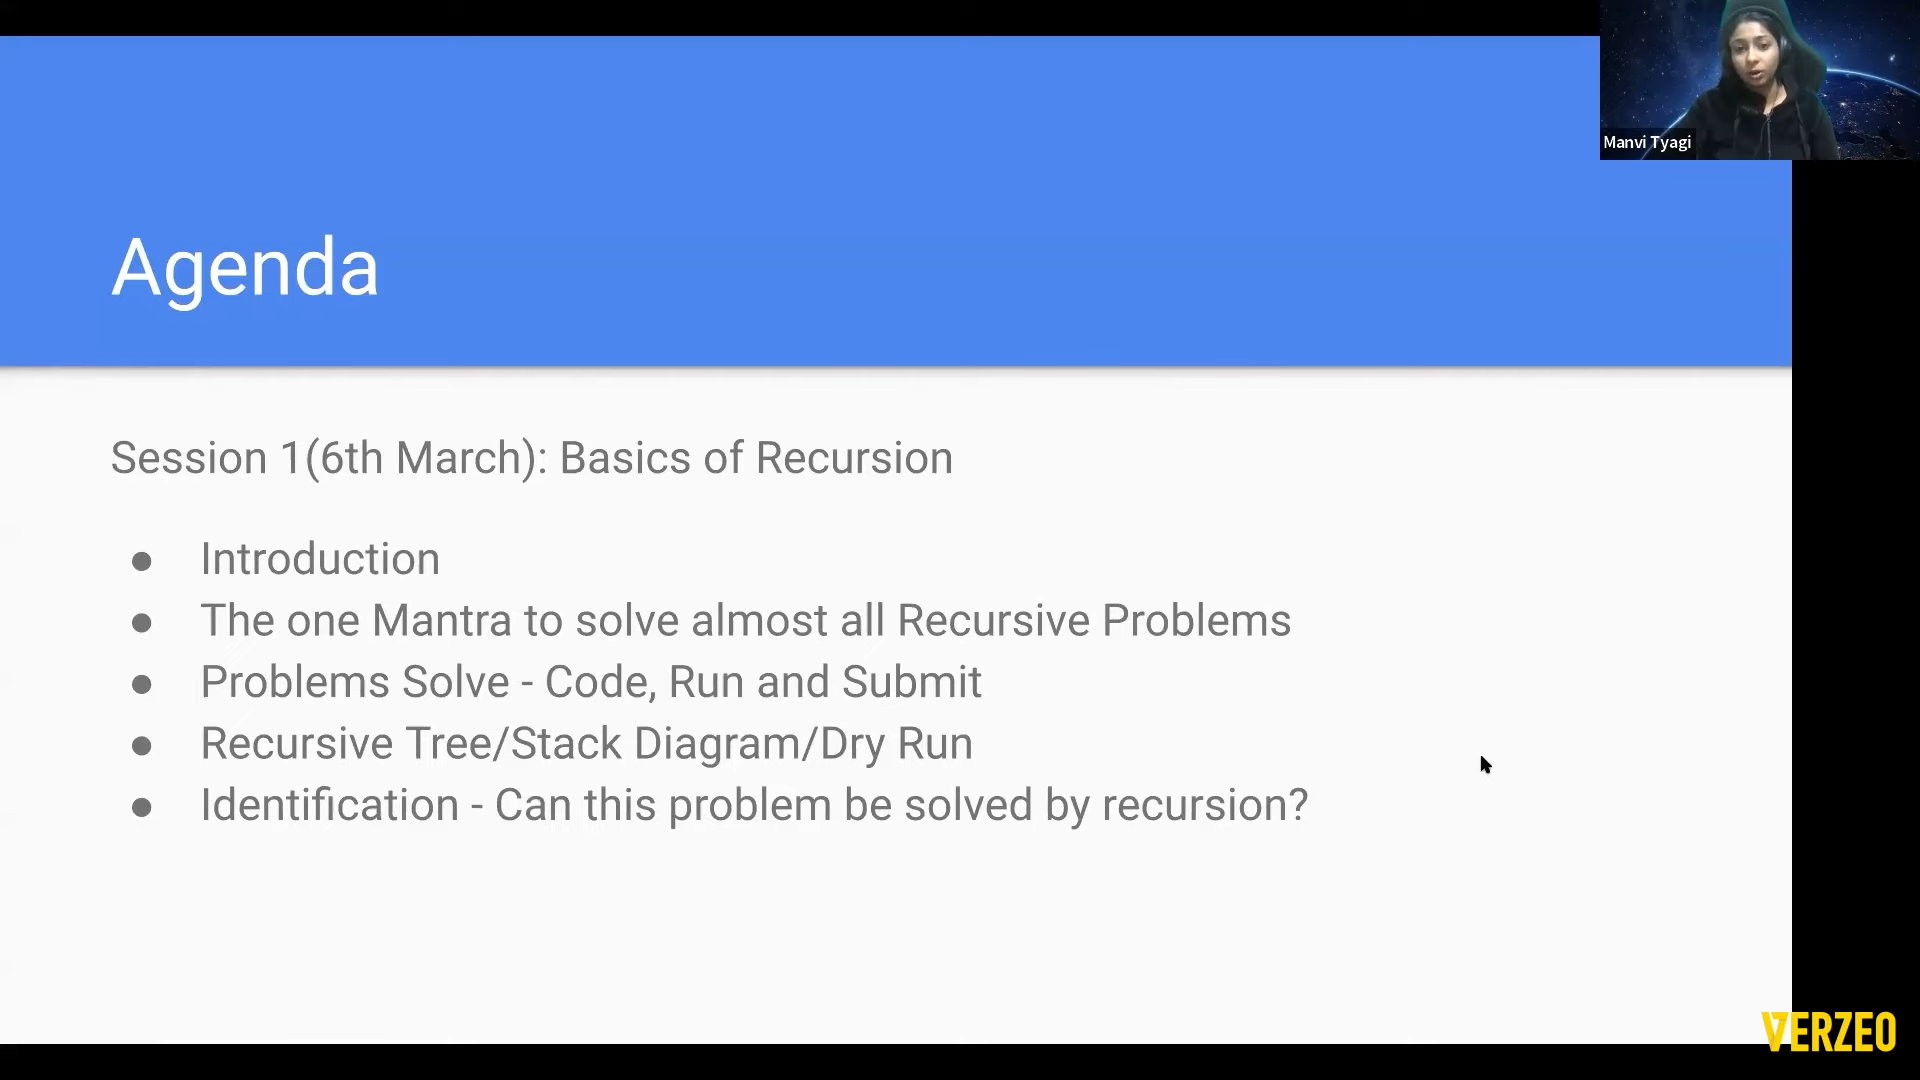 Manvi Tyagi
Agenda
Session 1(6th March): Basics of Recursion
● Introduction
● The one Mantra to solve almost all Recursive Problems
● Problems Solve - Code, Run and Submit
● Recursive Tree/Stack Diagram/Dry Run
● Identification - Can this problem be solved by recursion?
VERZEO